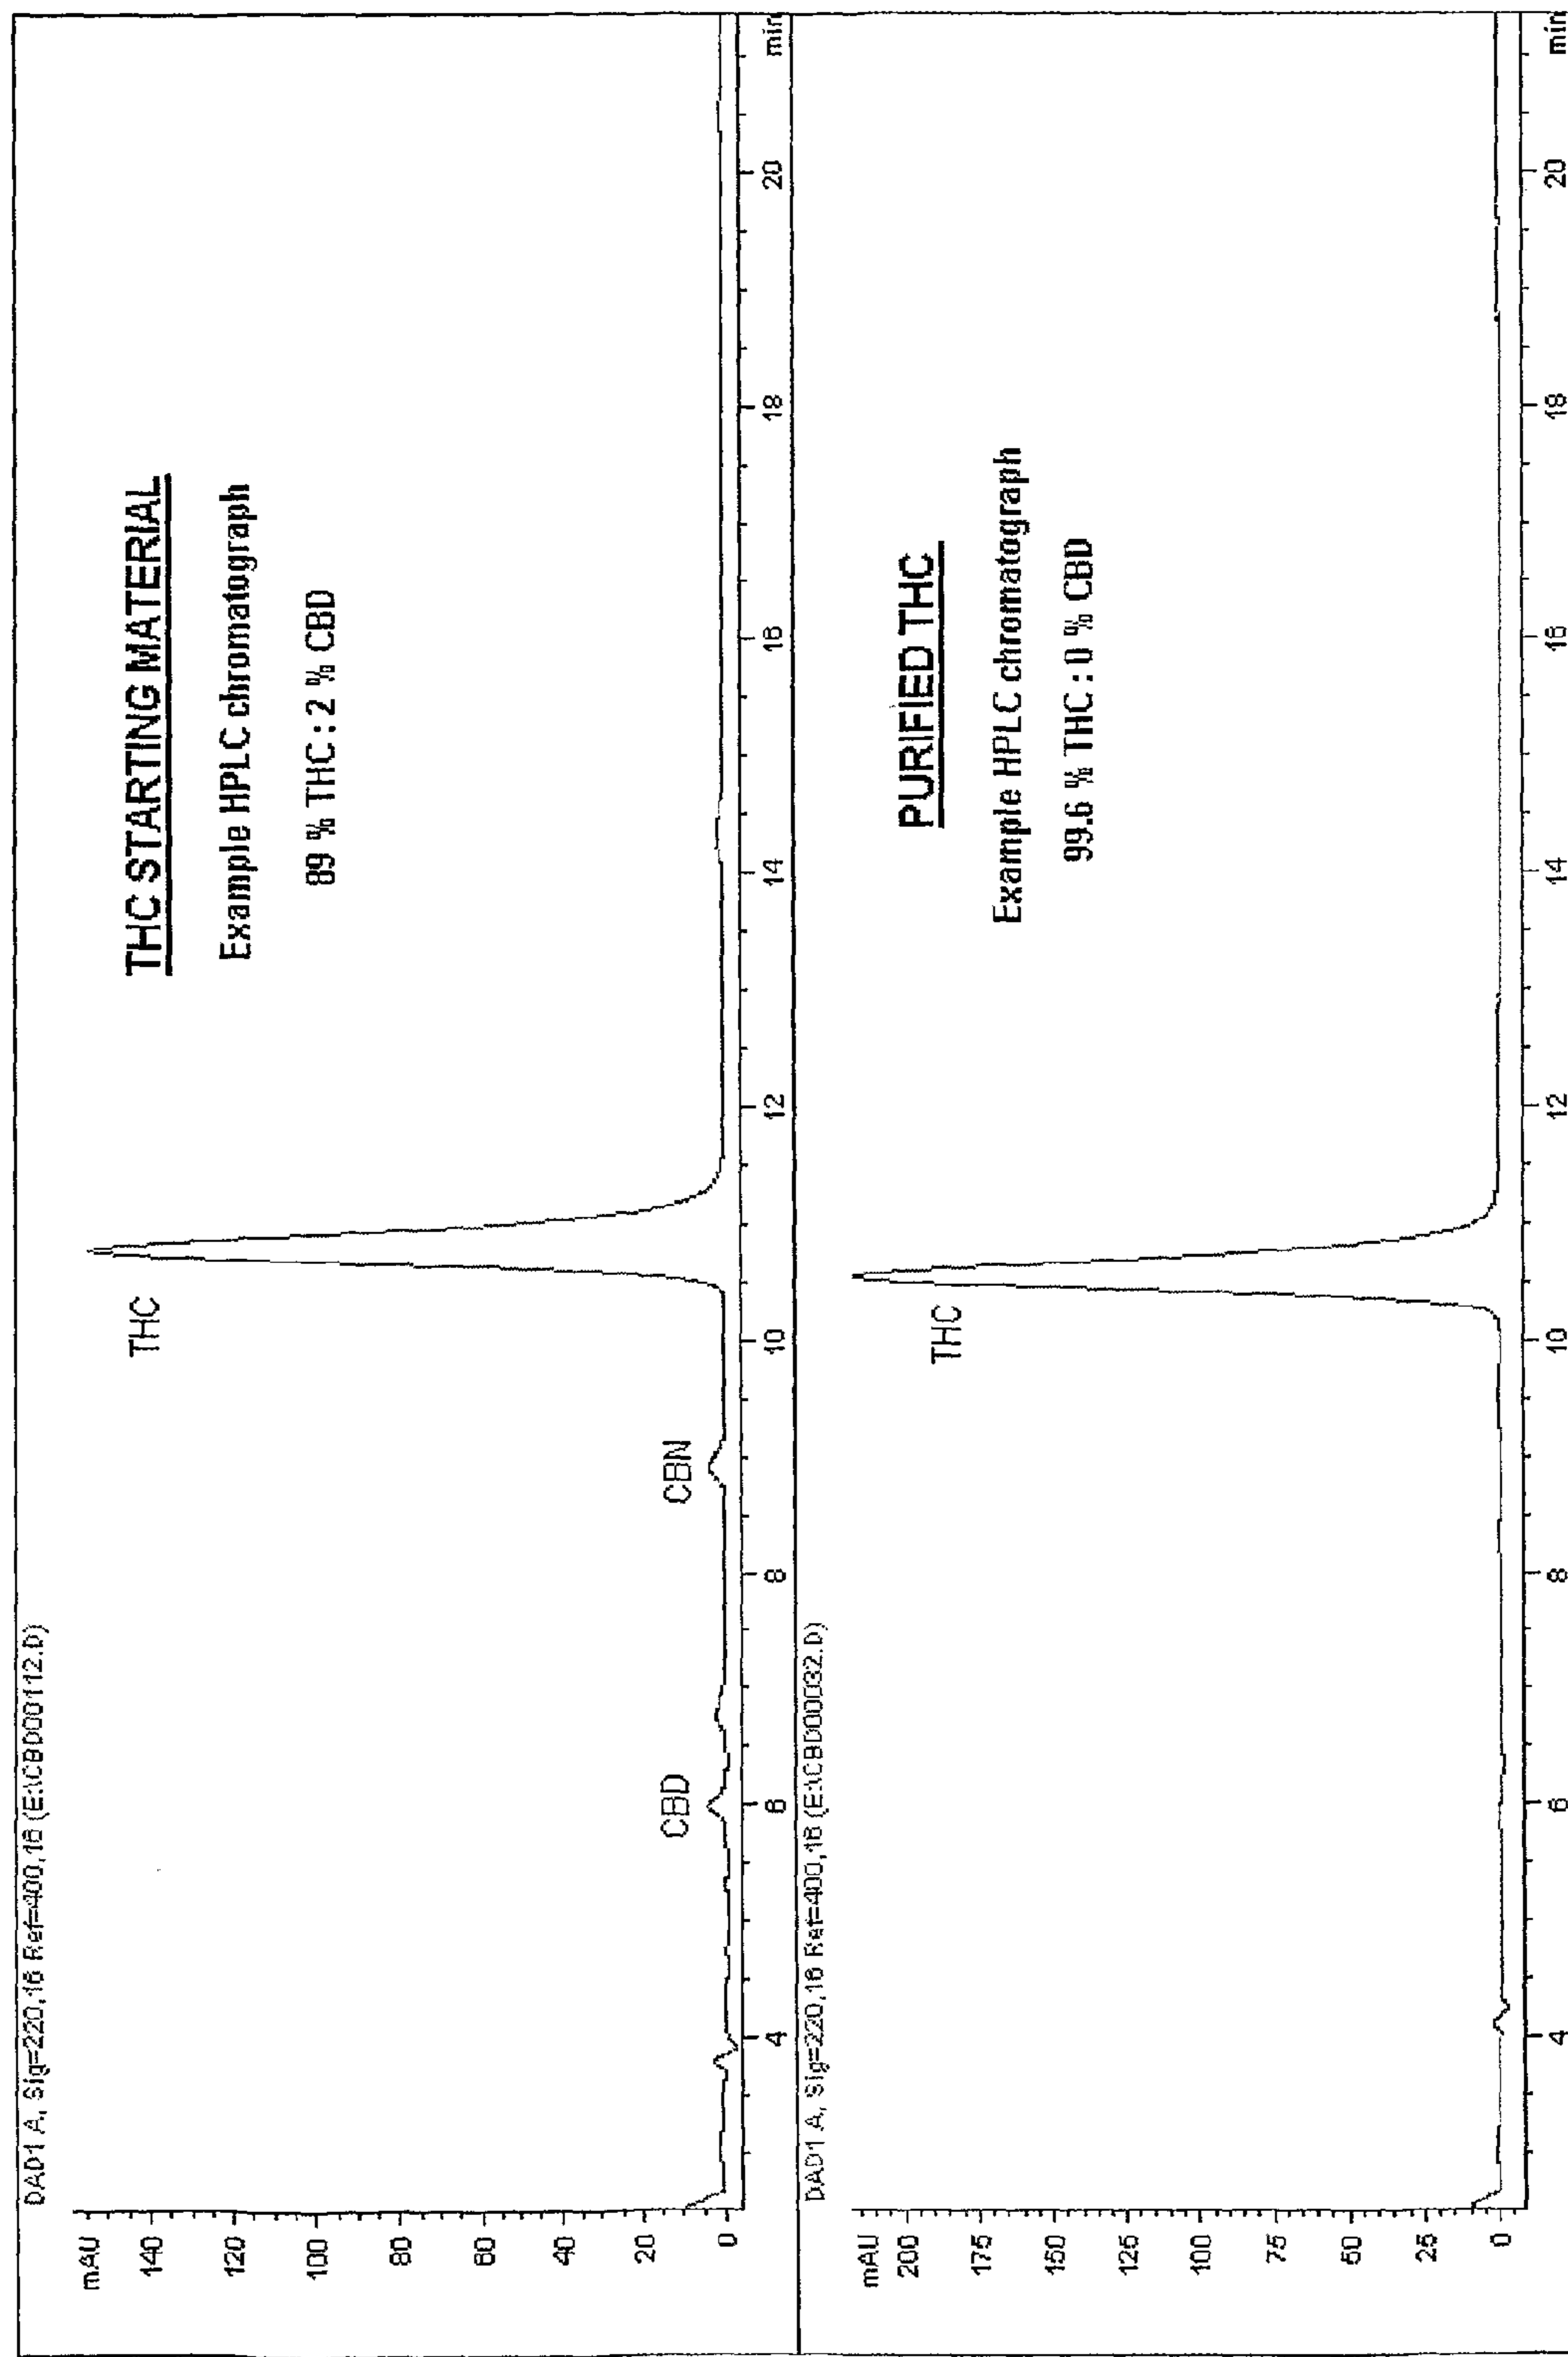 DAD1 A, Sig=220,16 Ref=400,16 (E:\CBD00112.D)
mAU
140
120
100
80
60
40
20
0
THC STARTING MATERIAL
Example HPLC chromatograph
89 % THC : 2 % CBD
THC
CBD
CBN
4
6
8
10
12
14
16
18
20
min
DAD1 A, Sig=220,16 Ref=400,16 (E:\CBD00032.D)
mAU
200
175
150
125
100
75
50
25
0
PURIFIED THC
Example HPLC chromatograph
99.6 % THC : 0 % CBD
THC
4
6
8
10
12
14
16
18
20
min